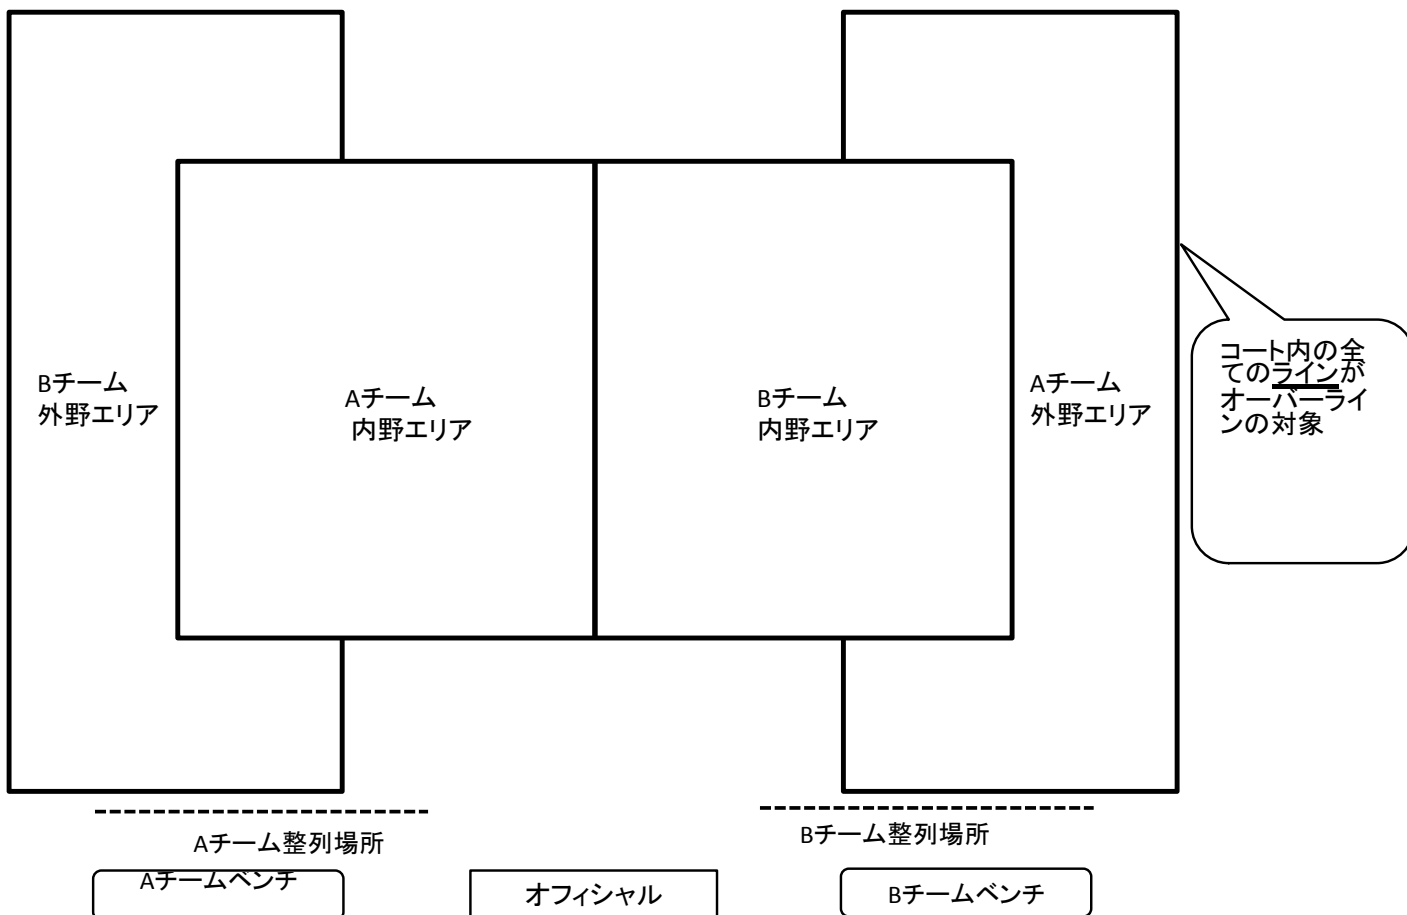 Bチーム
外野エリア
Aチーム
内野エリア
Bチーム
内野エリア
Aチーム
外野エリア
コート内の全
てのラインが
オーバーライ
ンの対象
Aチーム整列場所
Bチーム整列場所
Aチームベンチ
オフィシャル
Bチームベンチ